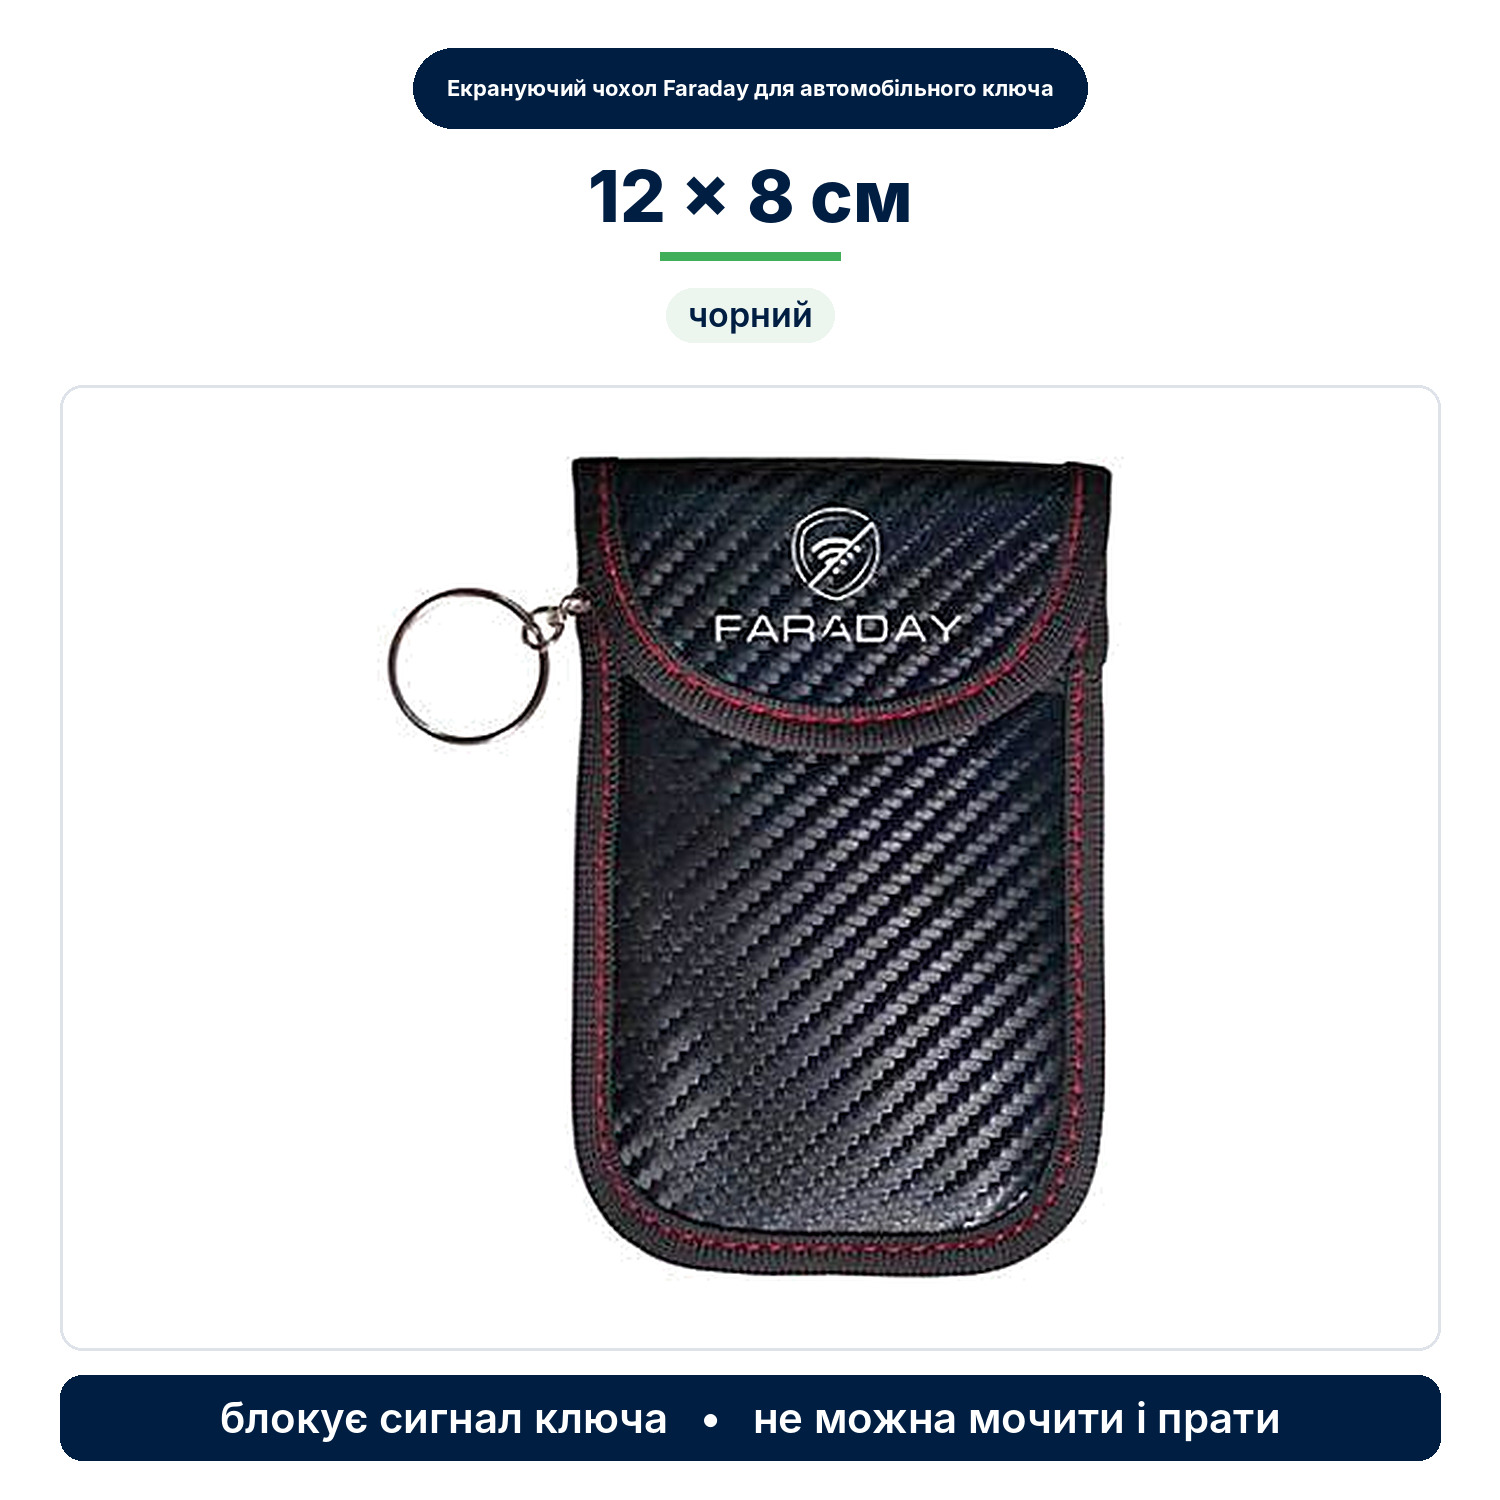 Екрануючий чохол Faraday для автомобільного ключа
12 × 8 см
чорний
FARADAY
блокує сигнал ключа • не можна мочити і прати